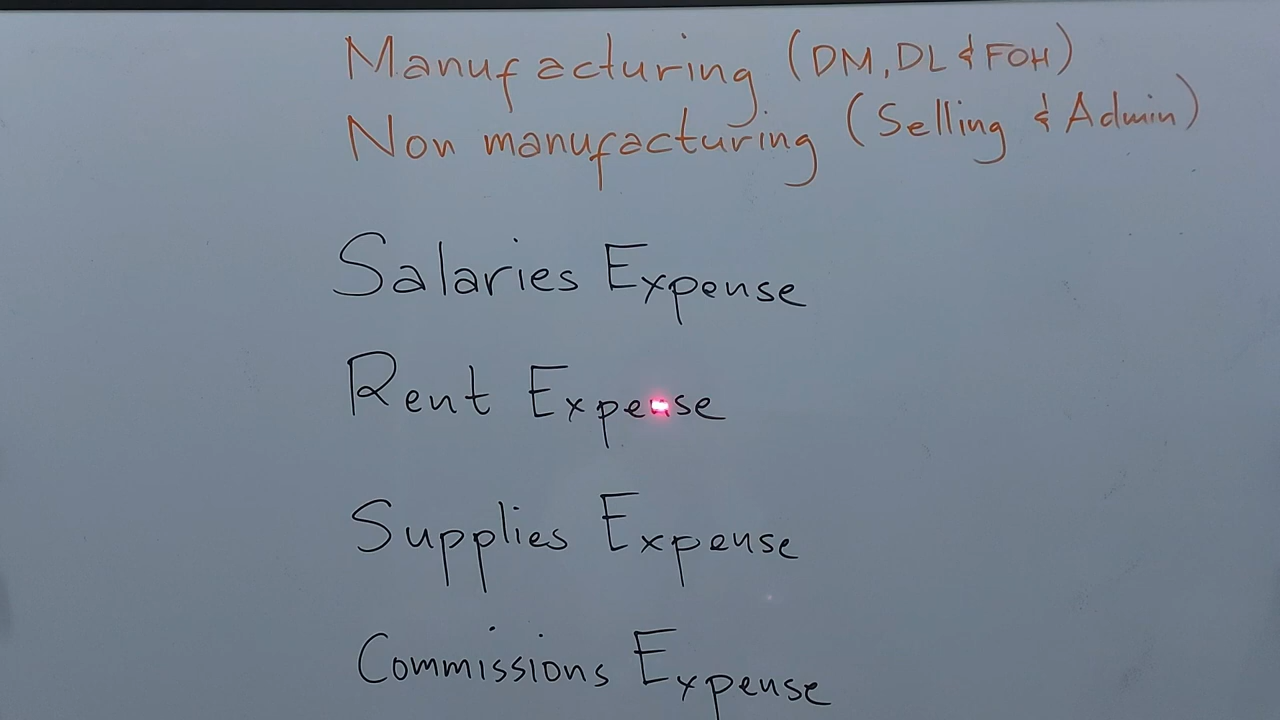 Manufacturing (DM, DL & FOH)
Non manufacturing (Selling & Admin)
Salaries Expense
Rent Expense
Supplies Expense
Commissions Expense